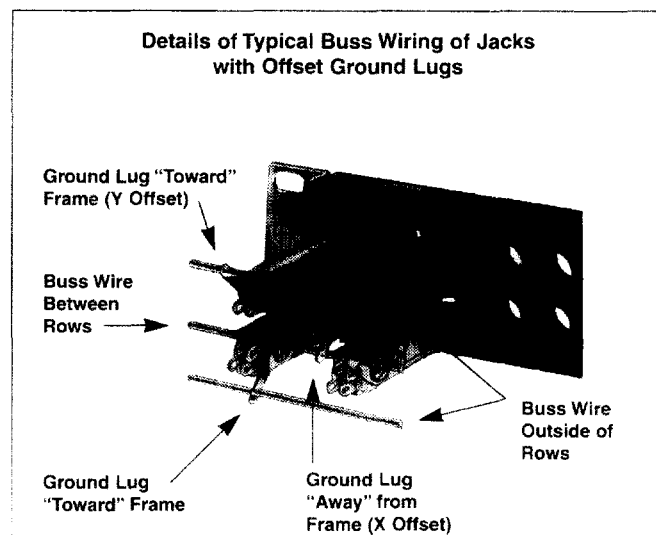 Details of Typical Buss Wiring of Jacks
with Offset Ground Lugs
Ground Lug “Toward”
Frame (Y Offset)
Buss Wire
Between
Rows
Buss Wire
Outside of
Rows
Ground Lug
“Toward” Frame
Ground Lug
“Away” from
Frame (X Offset)